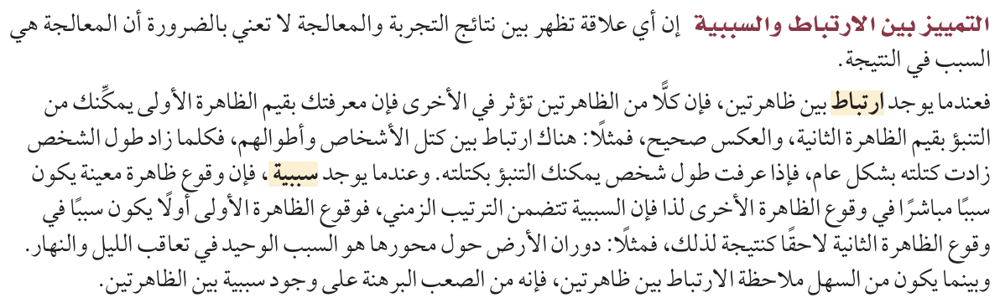 التمييز بين الارتباط والسببية إن أي علاقة تظهر بين نتائج التجربة والمعالجة لا تعني بالضرورة أن المعالجة هي
السبب في النتيجة.
فعندما يوجد ارتباط بين ظاهرتين، فإن كلًّا من الظاهرتين تؤثر في الأخرى فإن معرفتك بقيم الظاهرة الأولى يمكِّنك من
التنبؤ بقيم الظاهرة الثانية، والعكس صحيح، فمثلًا: هناك ارتباط بين كتل الأشخاص وأطوالهم، فكلما زاد طول الشخص
زادت كتلته بشكل عام، فإذا عرفت طول شخص يمكنك التنبؤ بكتلته. وعندما يوجد سببية، فإن وقوع ظاهرة معينة يكون
سببًا مباشرًا في وقوع الظاهرة الأخرى لذا فإن السببية تتضمن الترتيب الزمني، فوقوع الظاهرة الأولى أولًا يكون سببًا في
وقوع الظاهرة الثانية لاحقًا كنتيجة لذلك، فمثلًا: دوران الأرض حول محورها هو السبب الوحيد في تعاقب الليل والنهار.
وبينما يكون من السهل ملاحظة الارتباط بين ظاهرتين، فإنه من الصعب البرهنة على وجود سببية بين الظاهرتين.